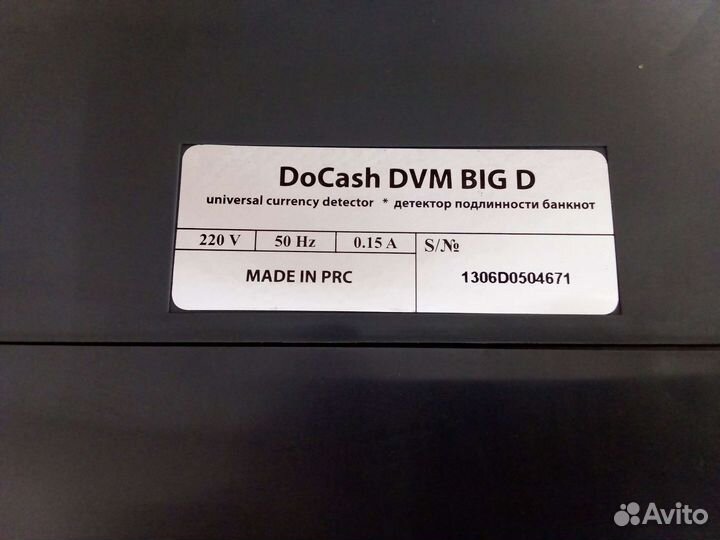 DoCash DVM BIG D
universal currency detector * детектор подлинности банкнот
220 V 50 Hz 0.15 A S/№
MADE IN PRC 1306D0504671
Avito